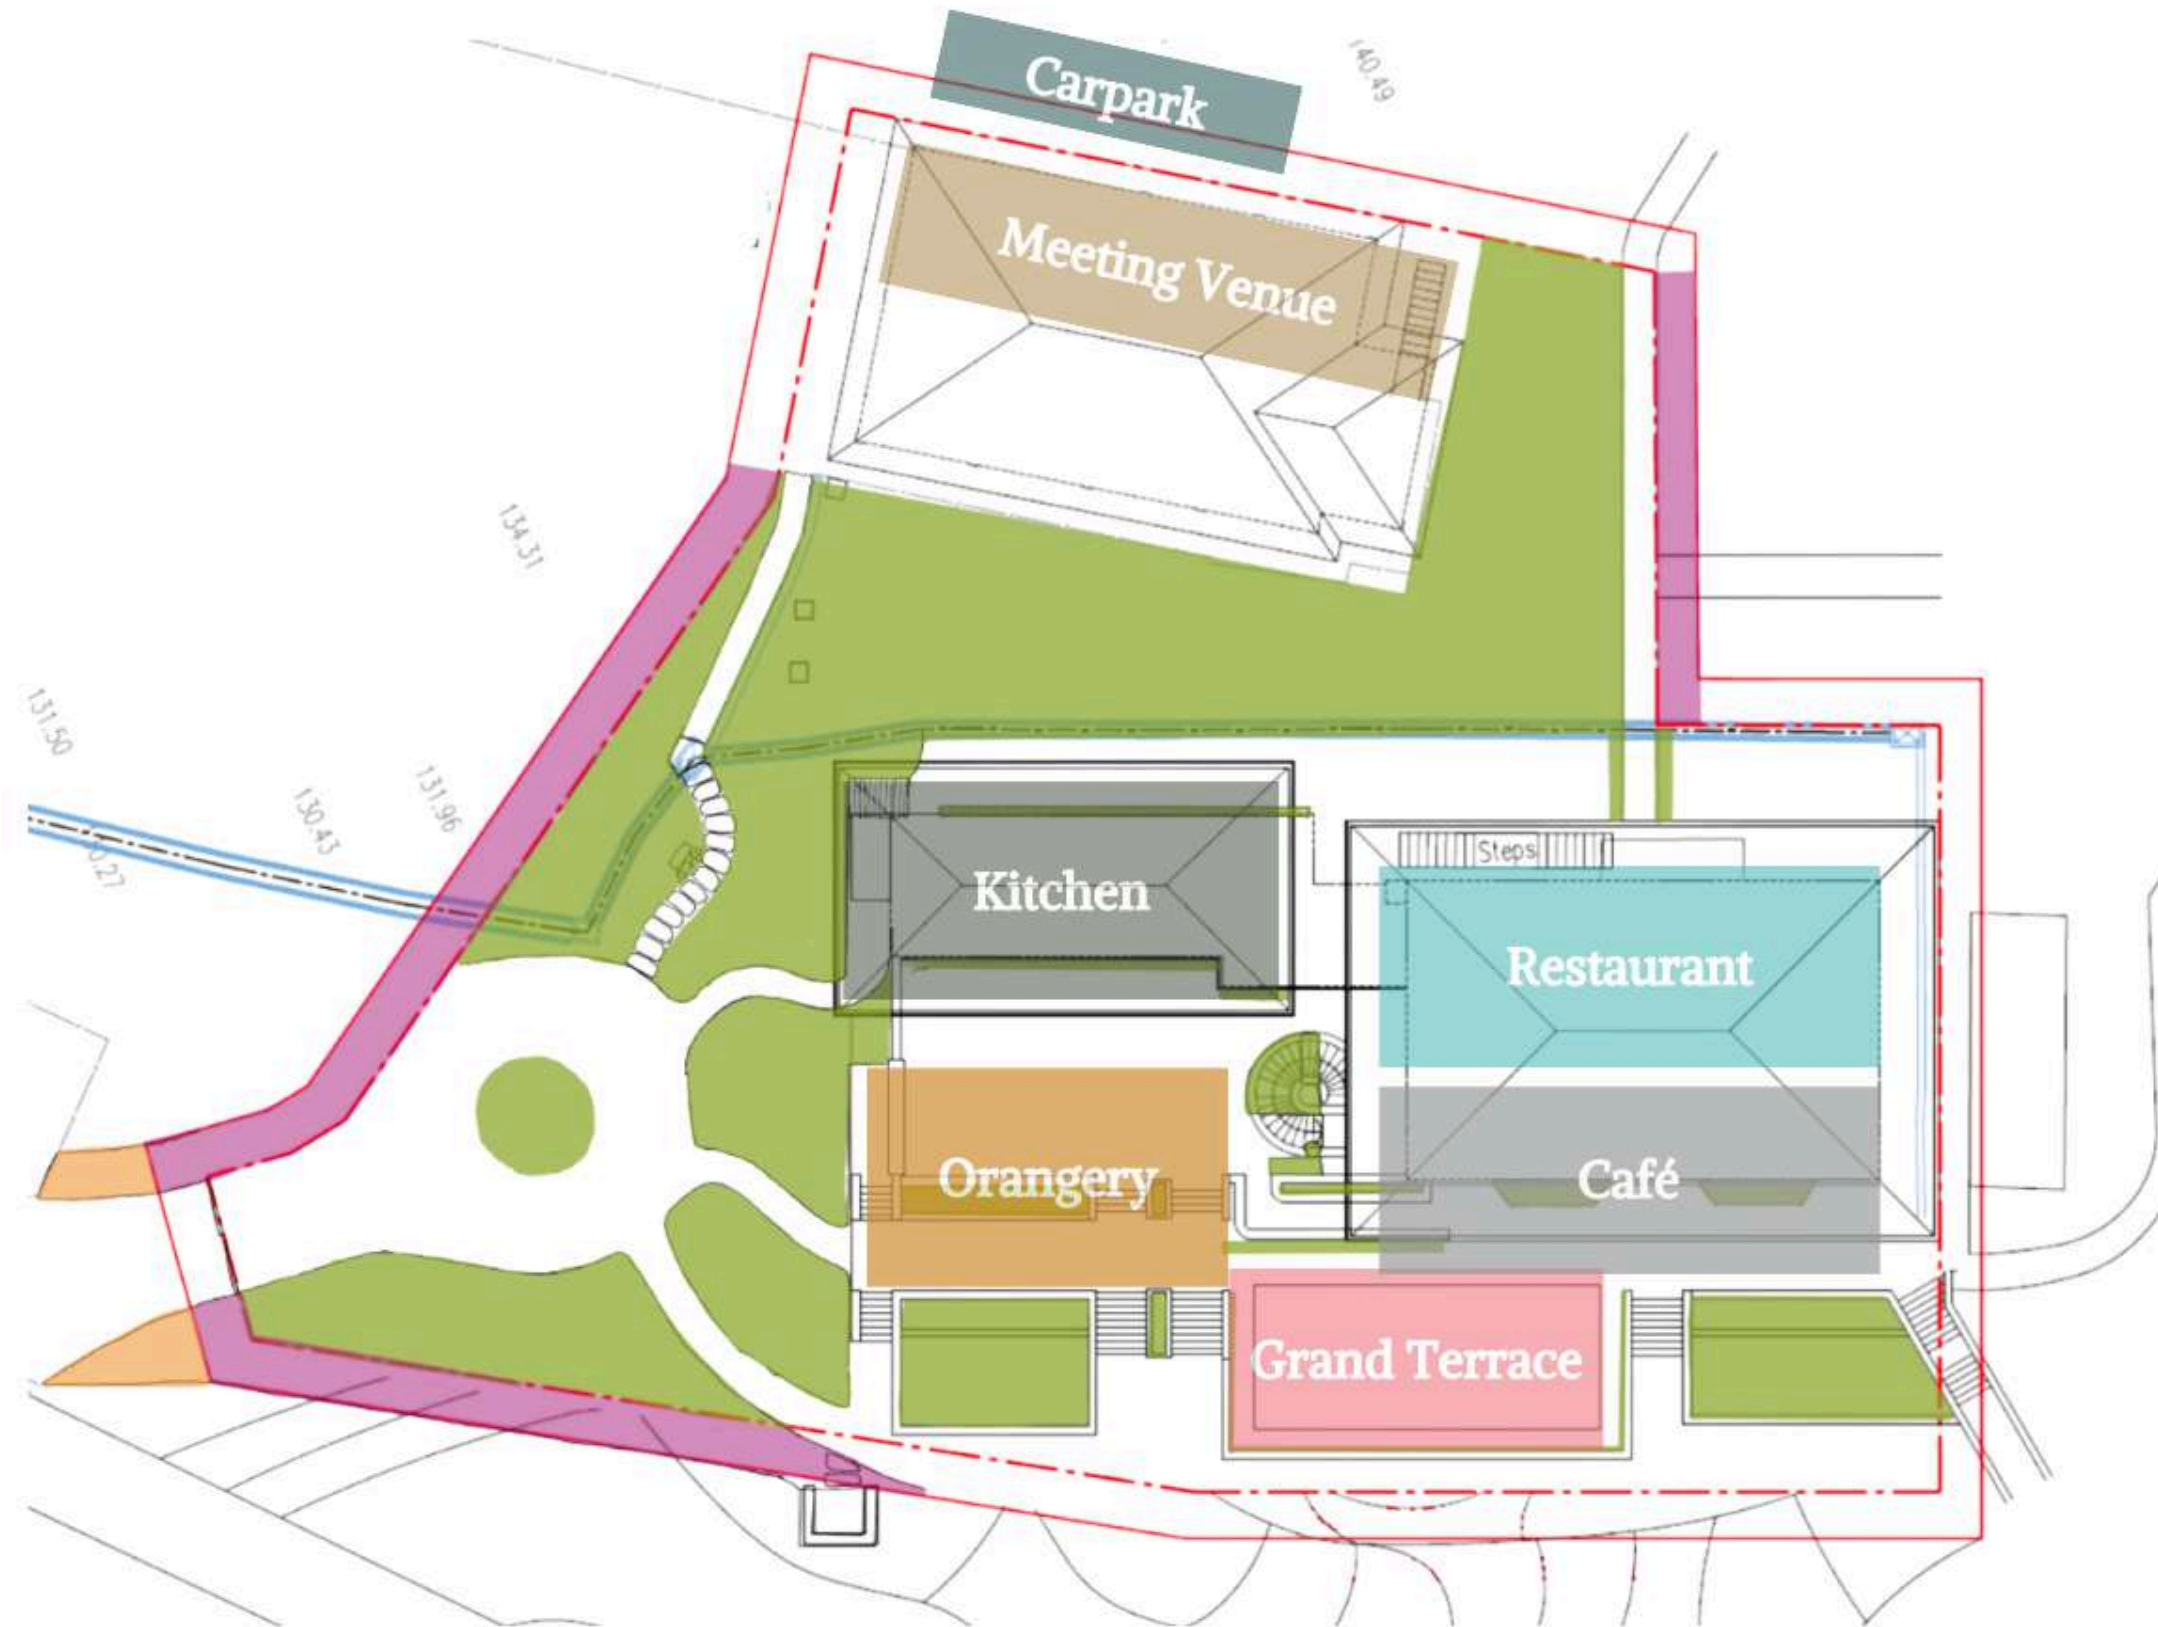 Carpark
140.49
Meeting Venue
134.31
131.50
131.96
130.43
Steps
Kitchen
Restaurant
Orangery
Café
Grand Terrace